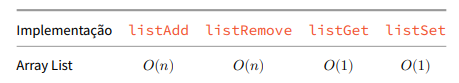 Implementação listAdd listRemove listGet listSet
Array List O(n) O(n) O(1) O(1)